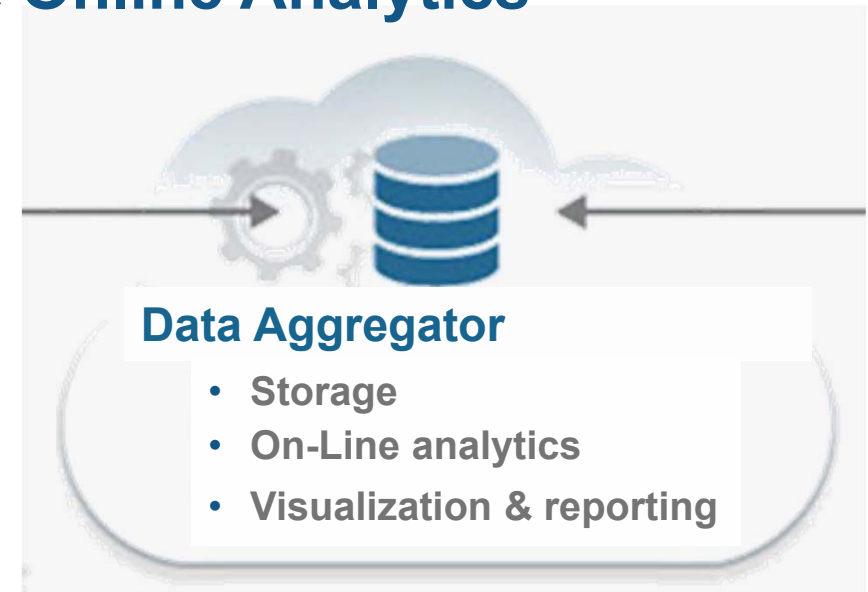 Online Analytics
Data Aggregator
• Storage
• On-Line analytics
• Visualization & reporting